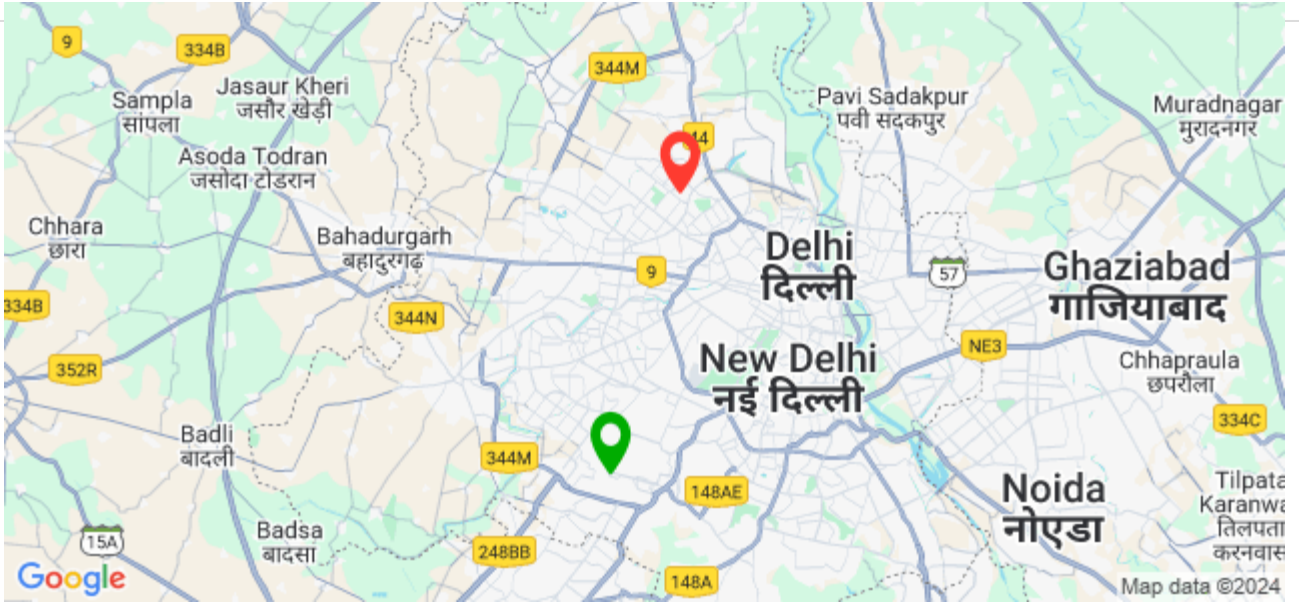 9
334B
344M
Jasaur Kheri
जसौर खेड़ी
Sampla
सांपला
Pavi Sadakpur
पवी सदकपुर
Muradnagar
मुरादनगर
44
Asoda Todran
जसोदा टोडरान
Chhara
छारा
Bahadurgarh
बहादुरगढ़
9
Delhi
दिल्ली
57
Ghaziabad
गाजियाबाद
334B
344N
352R
New Delhi
नई दिल्ली
NE3
Chhapraula
छपरौला
334C
Badli
बादली
344M
148AE
Noida
नोएडा
Tilpata
Karanwa
तिलपता
करनवास
15A
Badsa
बादसा
248BB
148A
Google
Map data ©2024